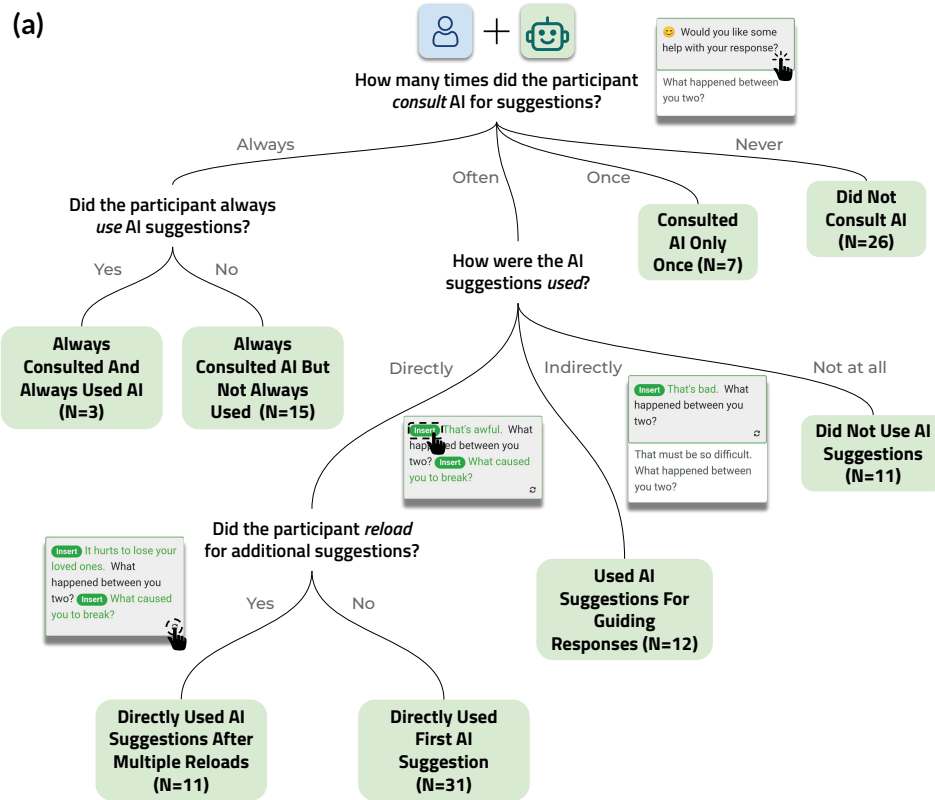 (a)
😊 Would you like some
help with your response?
What happened between
you two?
How many times did the participant
consult AI for suggestions?
Always
Often
Once
Never
Did the participant always
use AI suggestions?
Consulted
AI Only
Once (N=7)
Did Not
Consult AI
(N=26)
Yes
No
How were the AI
suggestions used?
Always
Consulted And
Always Used AI
(N=3)
Always
Consulted AI But
Not Always
Used (N=15)
Directly
Indirectly
Not at all
Insert That's awful. What
happened between you
two? Insert What caused
you to break?
Insert That's bad. What
happened between you
two?
That must be so difficult.
What happened between
you two?
Did Not Use AI
Suggestions
(N=11)
Did the participant reload
for additional suggestions?
Insert It hurts to lose your
loved ones. What
happened between you
two? Insert What caused
you to break?
Yes
No
Used AI
Suggestions For
Guiding
Responses (N=12)
Directly Used AI
Suggestions After
Multiple Reloads
(N=11)
Directly Used
First AI
Suggestion
(N=31)